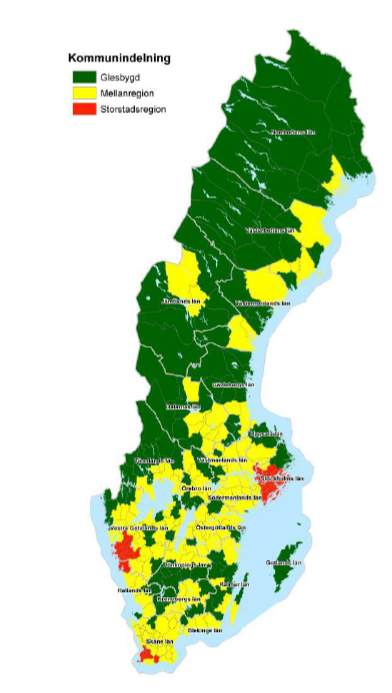 Kommunindelning
Glesbygd
Mellanregion
Storstadsregion
Norrbottens län
Västerbottens län
Jämtlands län
Västernorrlands län
Gävleborgs län
Dalarnas län
Uppsala län
Värmlands län
Västmanlands län
Stockholms län
Örebro län
Södermanlands län
Västra Götalands län
Östergötlands län
Gotlands län
Jönköpings län
Kalmar län
Hallands län
Kronobergs län
Blekinge län
Skåne län